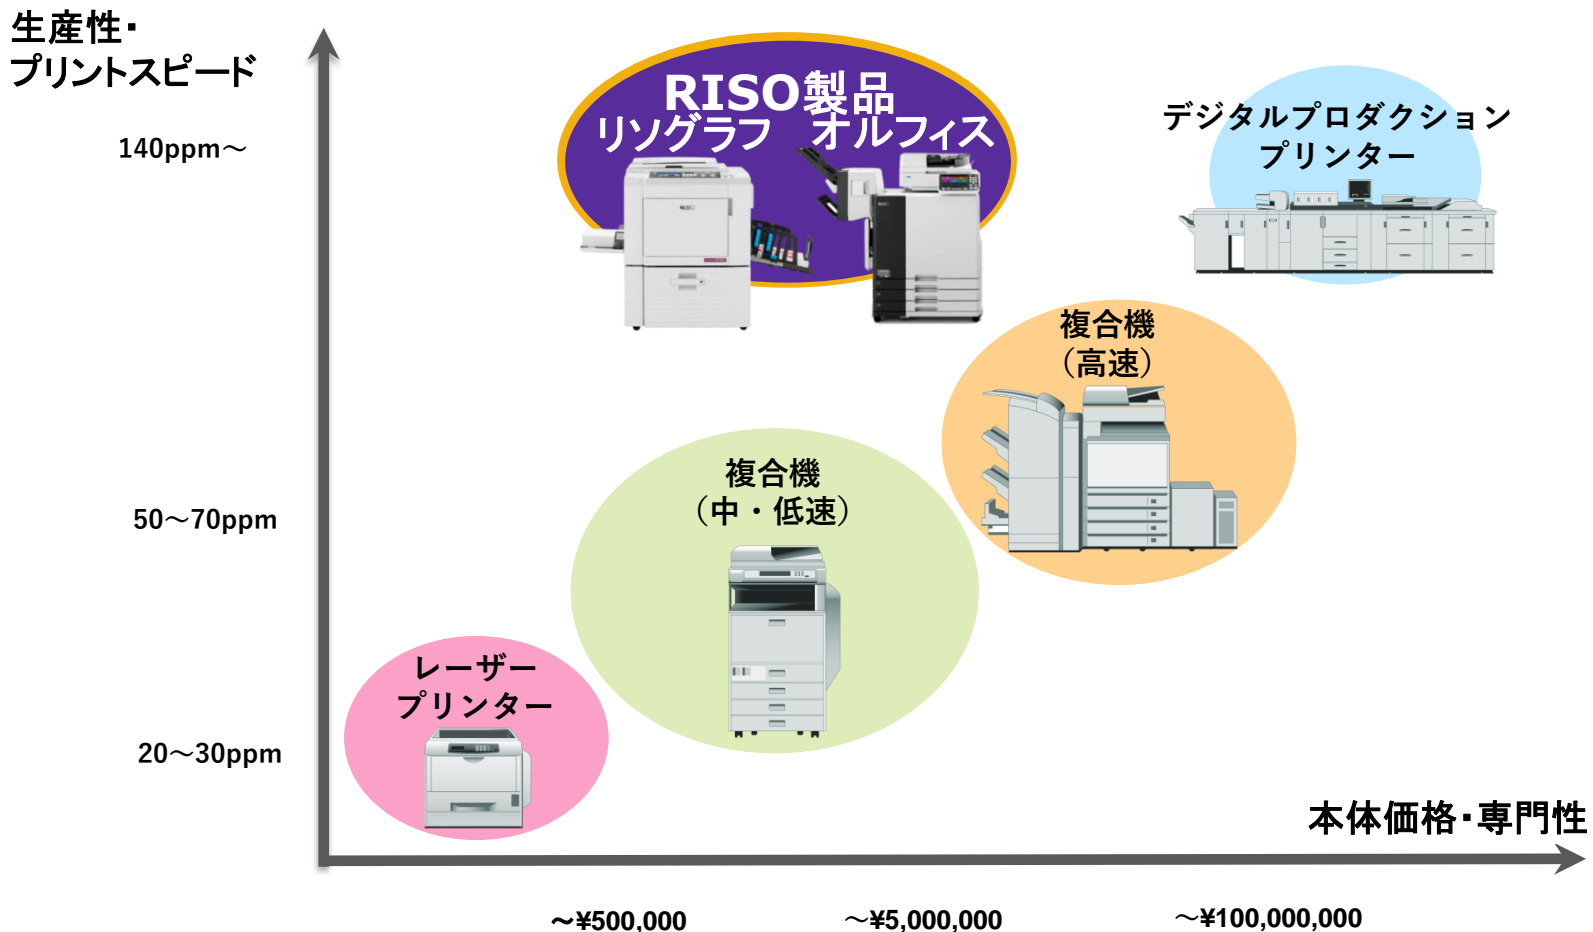 生産性・
プリントスピード
140ppm～
50～70ppm
20～30ppm
RISO製品
リソグラフ　オルフィス
デジタルプロダクション
プリンター
複合機
（高速）
複合機
（中・低速）
レーザー
プリンター
本体価格・専門性
～¥500,000
～¥5,000,000
～¥100,000,000